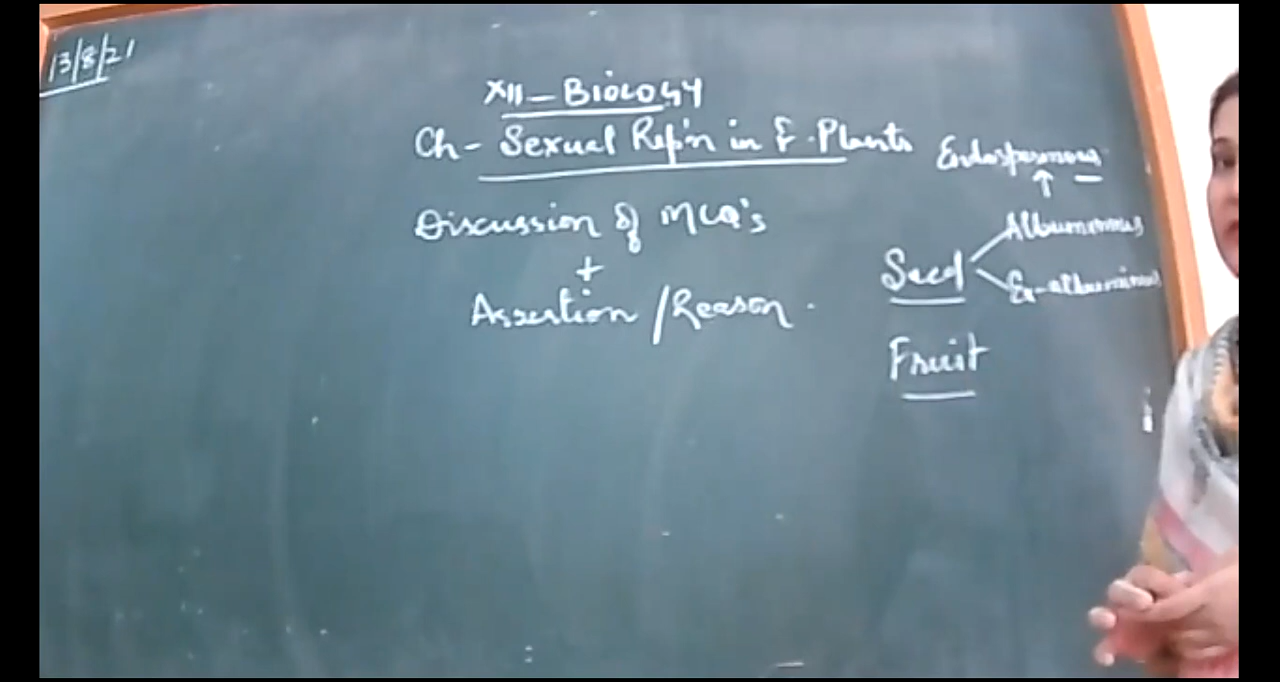 13/8/21
XII - Biology
Ch - Sexual Rep'n in F. Plants
Discussion of MCQ's
+
Assertion / Reason.
Endospermous
↑
Albuminous
Seed
Ex-albuminous
Fruit